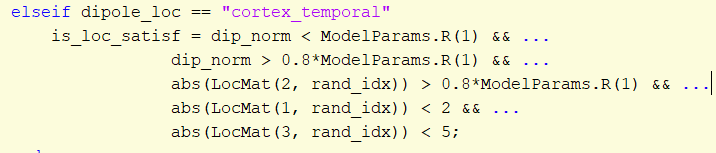 elseif dipole_loc == "cortex_temporal"
is_loc_satisf = dip_norm < ModelParams.R(1) && ...
dip_norm > 0.8*ModelParams.R(1) && ...
abs(LocMat(2, rand_idx)) > 0.8*ModelParams.R(1) && ...
abs(LocMat(1, rand_idx)) < 2 && ...
abs(LocMat(3, rand_idx)) < 5;